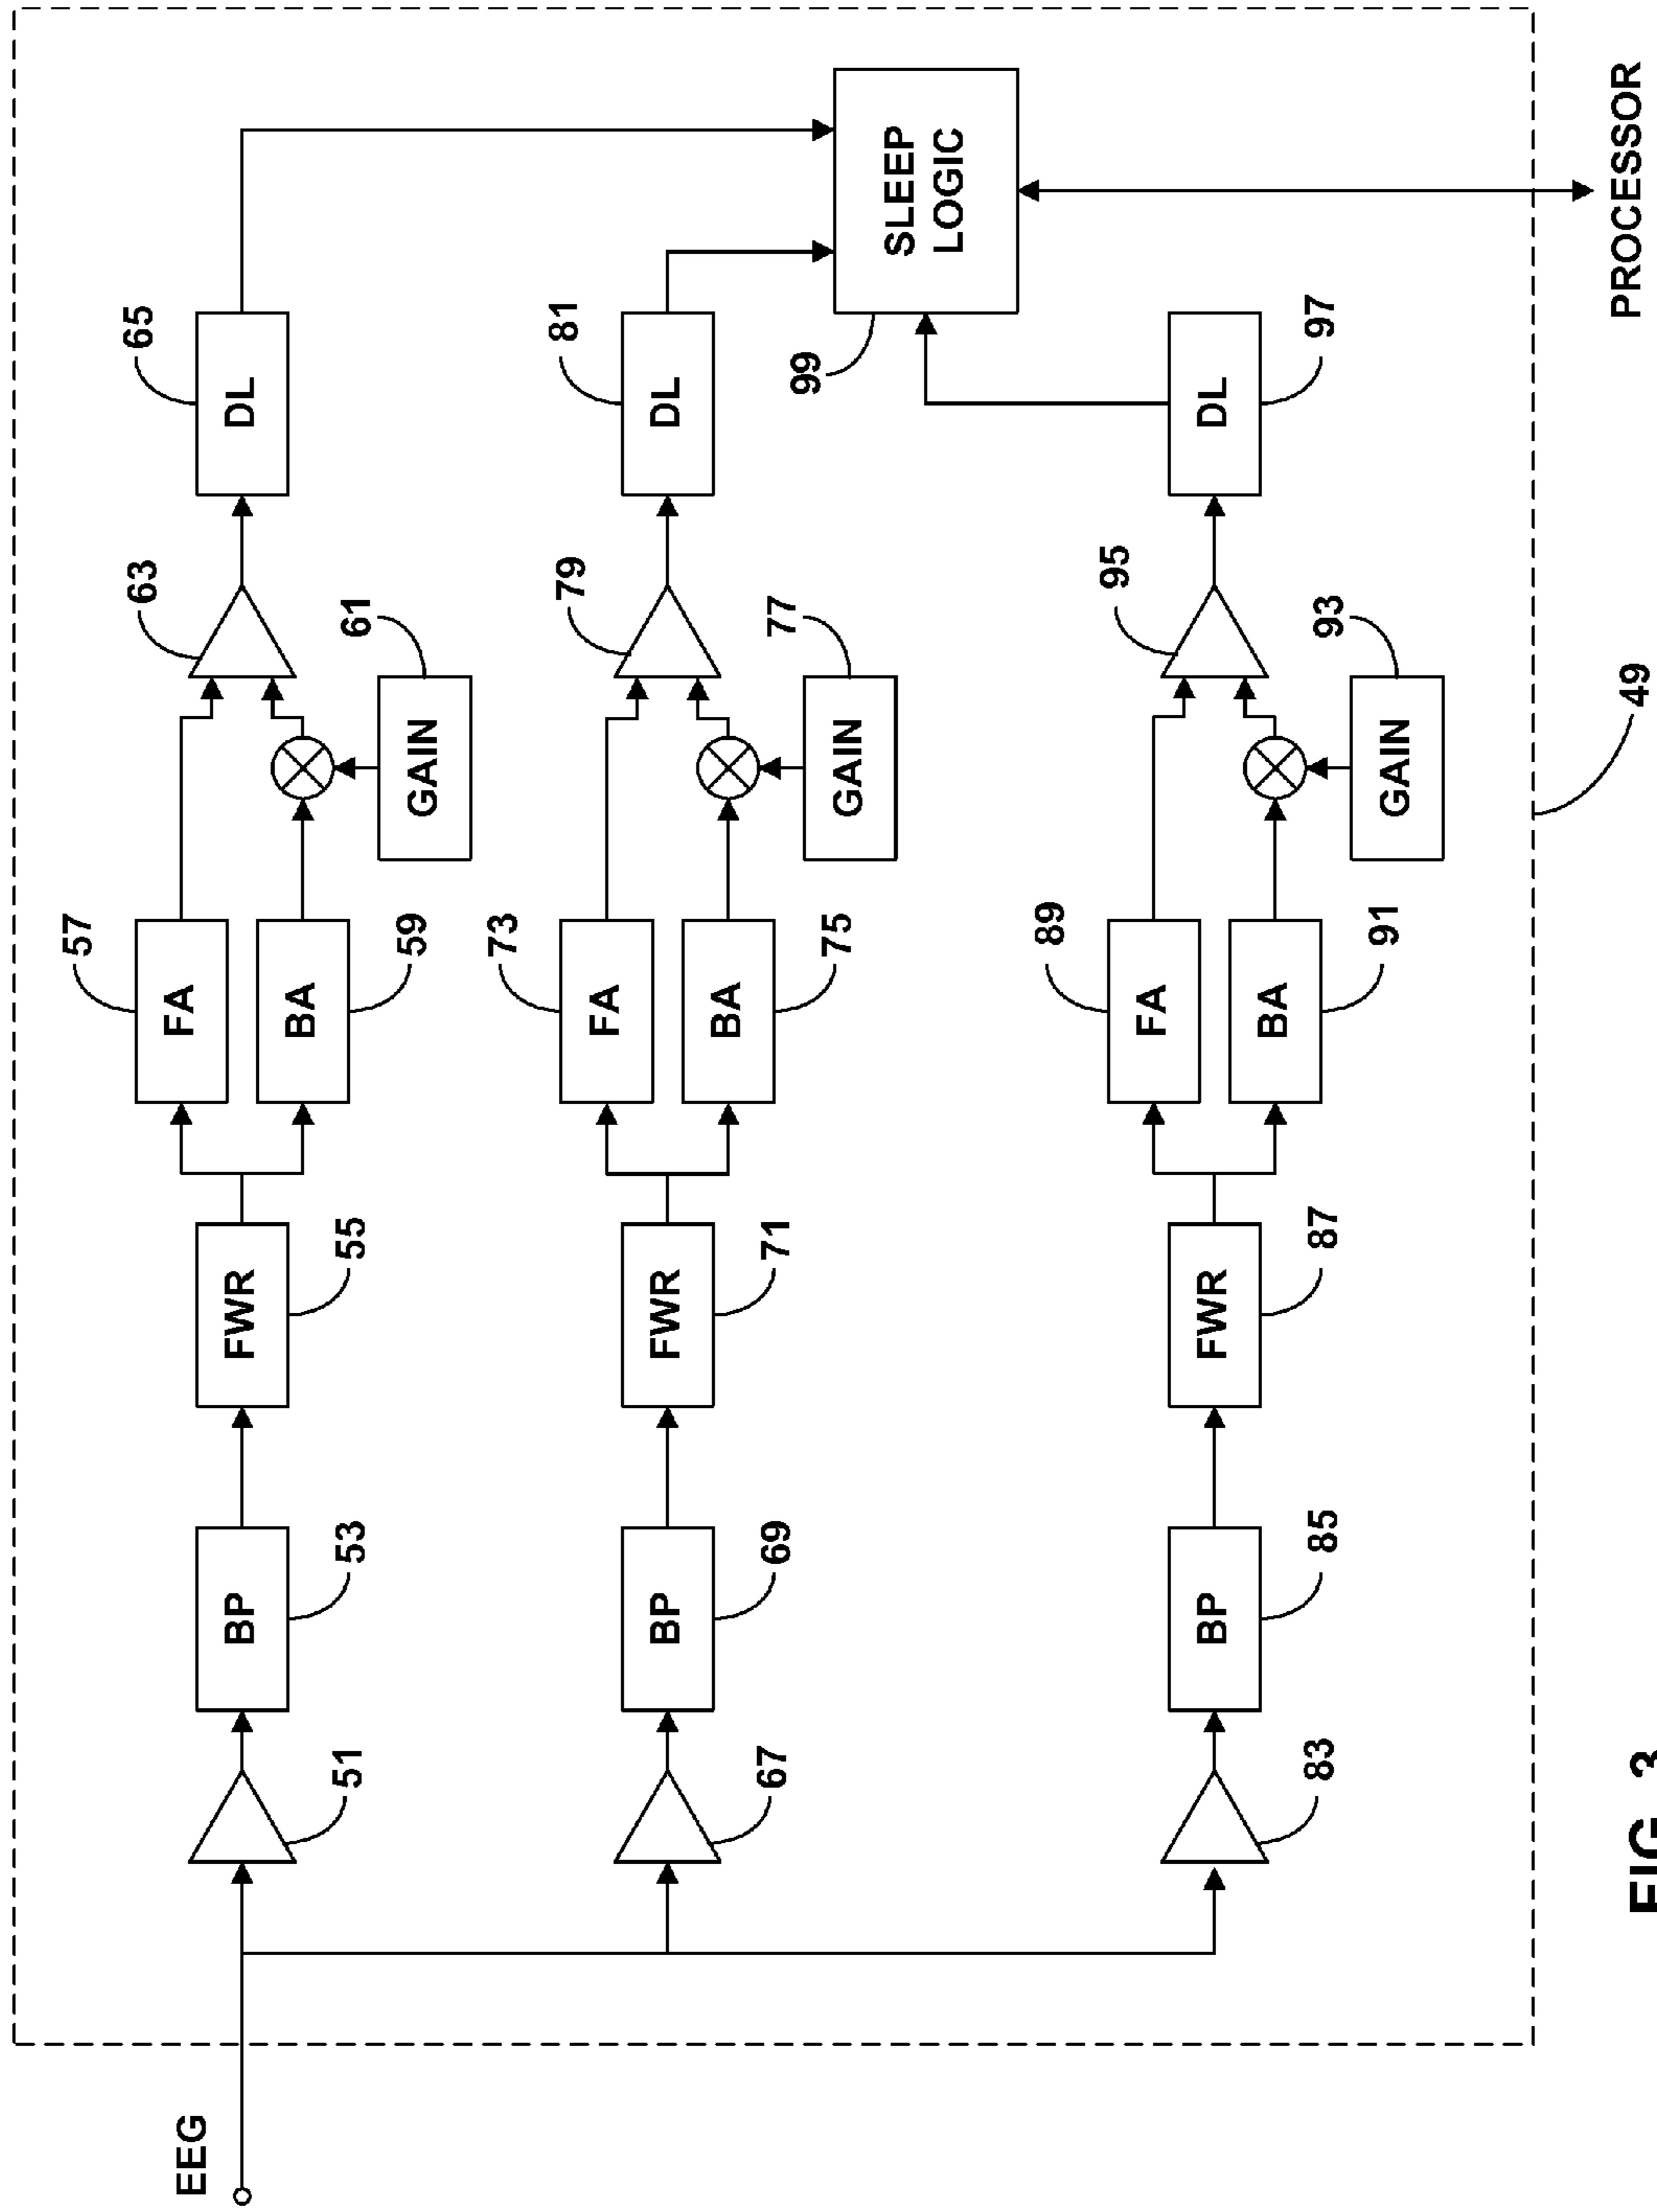 EEG
51
BP
53
FWR
55
FA
57
BA
59
GAIN
61
63
DL
65
67
BP
69
FWR
71
FA
73
BA
75
GAIN
77
79
DL
81
83
BP
85
FWR
87
FA
89
BA
91
GAIN
93
95
DL
97
SLEEP
LOGIC
99
PROCESSOR
49
FIG. 3